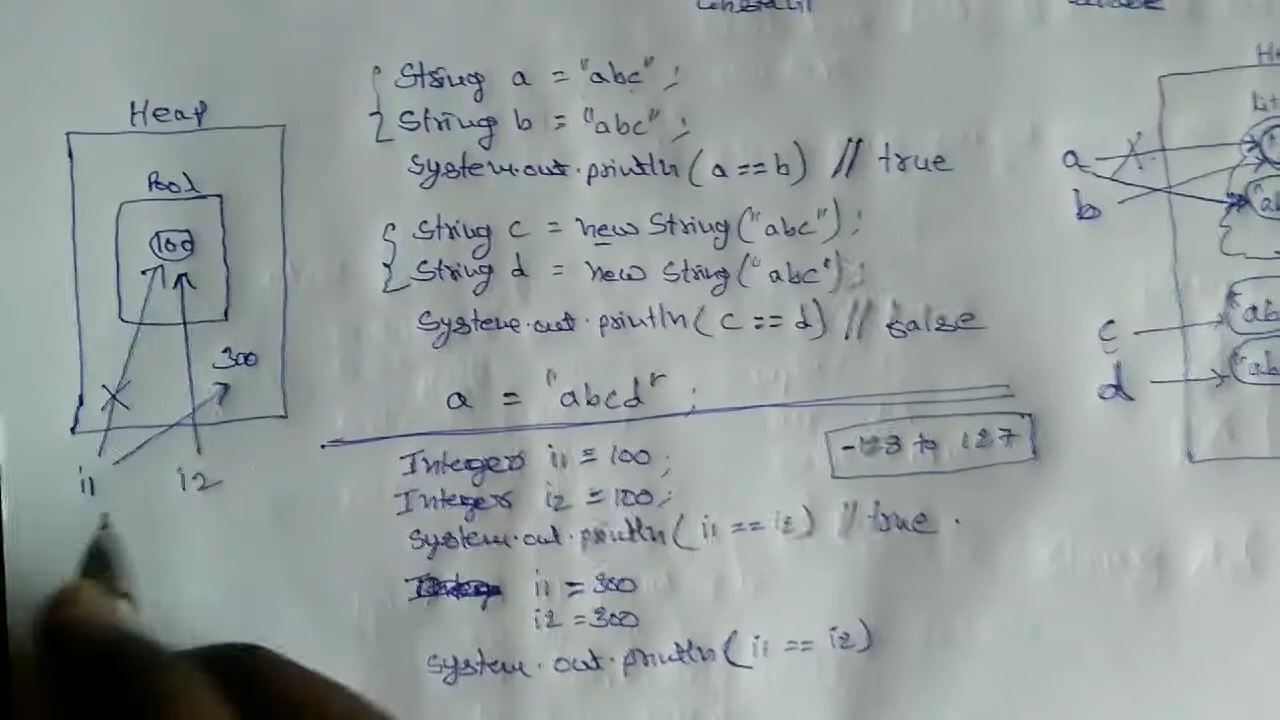 Heap
Pool
100
300
i1 i2
String a = "abc";
String b = "abc";
System.out.println(a==b) // true
String c = new String("abc");
String d = new String("abc");
System.out.println(c==d) // false
a = "abcd";
-128 to 127
Integer i1 = 100;
Integer i2 = 100;
System.out.println(i1 == i2) // true.
i1 = 300
i2 = 300
System.out.println(i1 == i2)
a
b
c
d